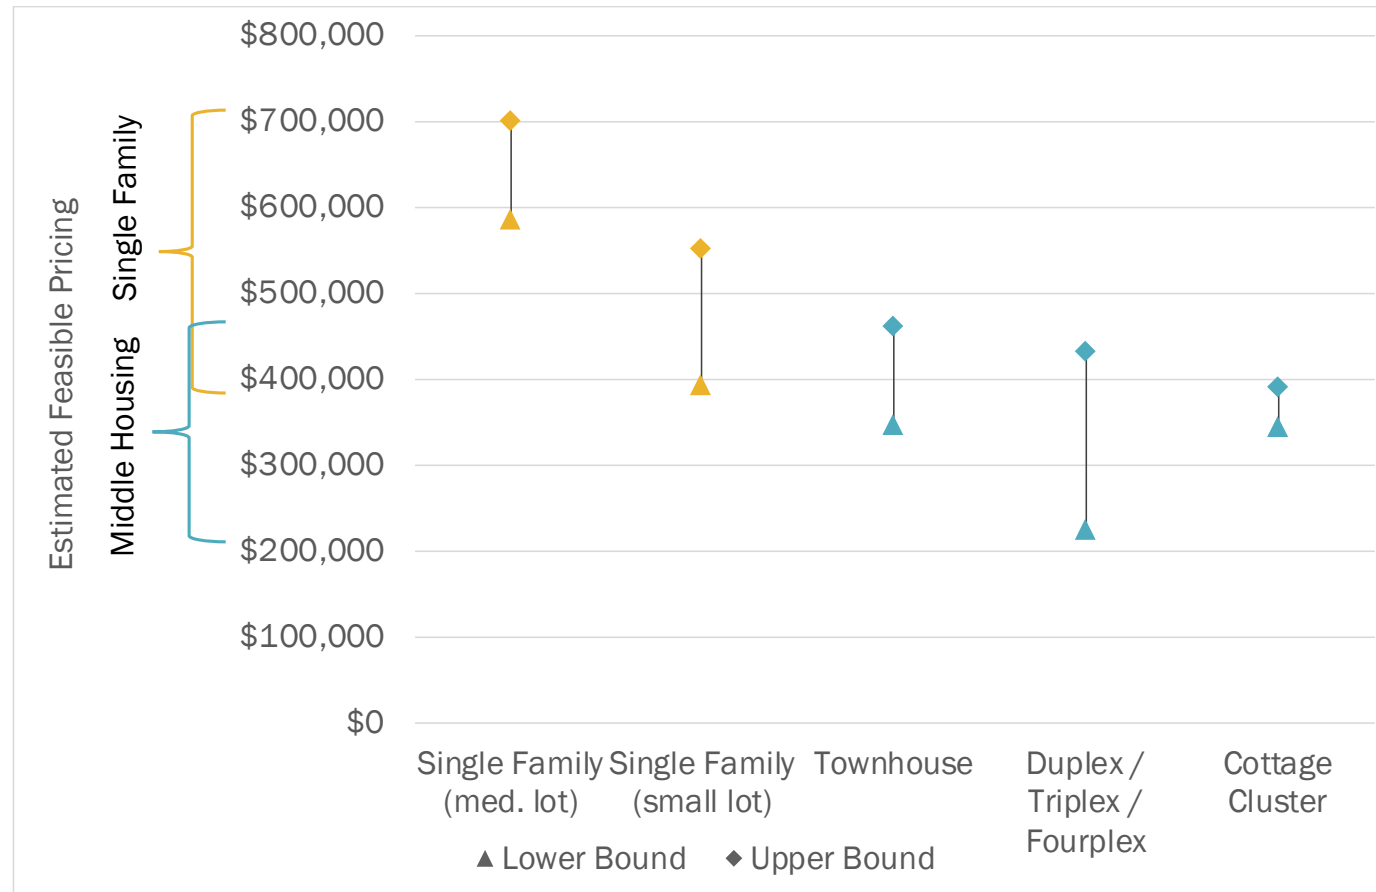 Estimated Feasible Pricing
Single Family
Middle Housing
$800,000
$700,000
$600,000
$500,000
$400,000
$300,000
$200,000
$100,000
$0
Single Family
(med. lot)
Single Family
(small lot)
Townhouse
Duplex /
Triplex /
Fourplex
Cottage
Cluster
Lower Bound
Upper Bound